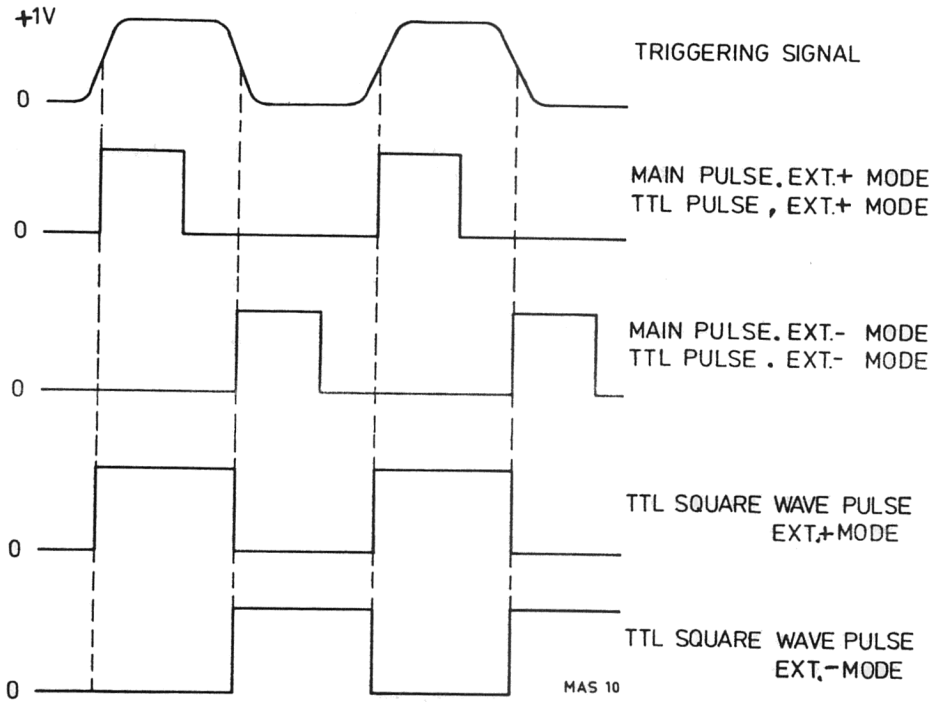 +1V
TRIGGERING SIGNAL
0
MAIN PULSE. EXT.+ MODE
TTL PULSE, EXT.+ MODE
0
MAIN PULSE. EXT.- MODE
TTL PULSE. EXT.- MODE
0
TTL SQUARE WAVE PULSE
EXT.+MODE
0
TTL SQUARE WAVE PULSE
EXT.-MODE
0
MAS 10